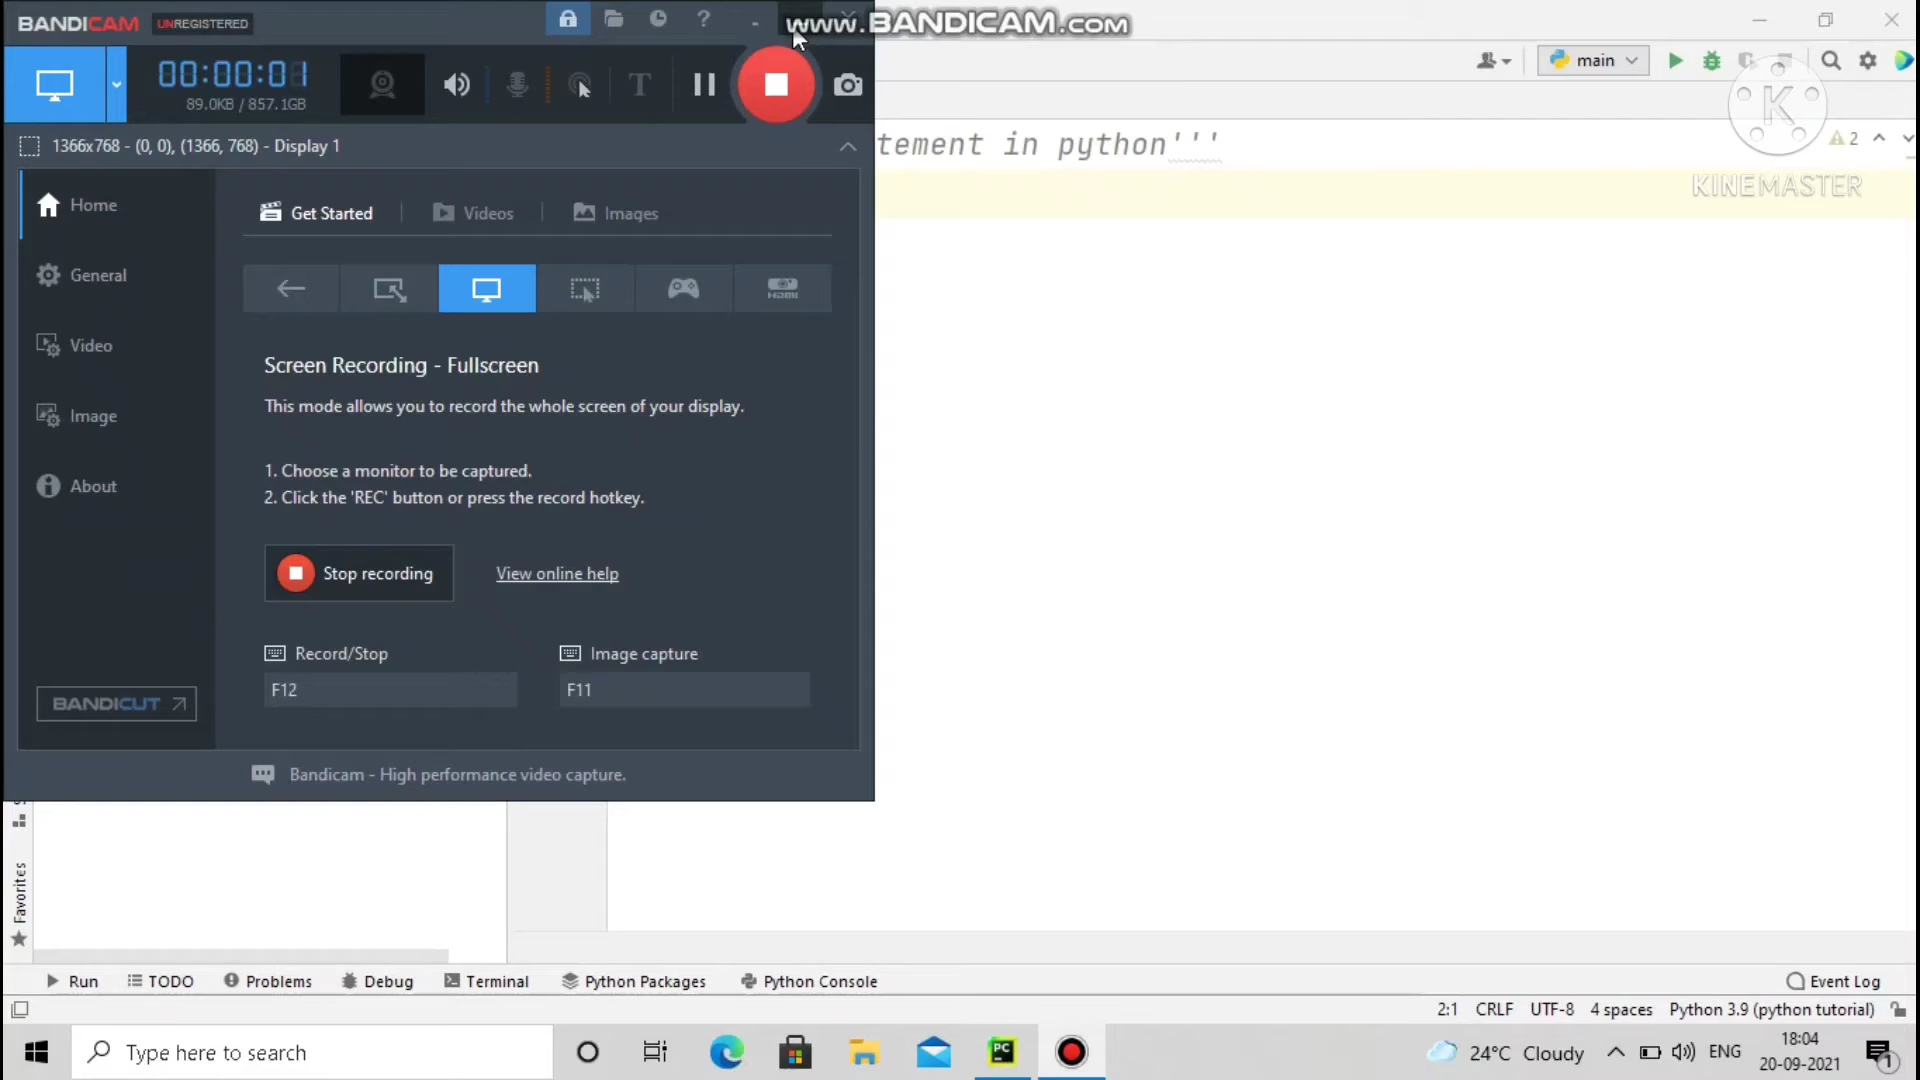 BANDICAM UNREGISTERED
www.BANDICAM.com
00:00:01
89.0KB / 857.1GB
main
1366x768 - (0, 0), (1366, 768) - Display 1
tement in python'''
2
K
KINEMASTER
Home
General
Video
Image
About
BANDICUT
Get Started
Videos
Images
HDMI
Screen Recording - Fullscreen
This mode allows you to record the whole screen of your display.
1. Choose a monitor to be captured.
2. Click the 'REC' button or press the record hotkey.
Stop recording
View online help
Record/Stop
Image capture
F12
F11
Bandicam - High performance video capture.
Favorites
Run
TODO
Problems
Debug
Terminal
Python Packages
Python Console
Event Log
2:1 CRLF UTF-8 4 spaces Python 3.9 (python tutorial)
Type here to search
PC
24°C Cloudy
ENG
18:04
20-09-2021
1